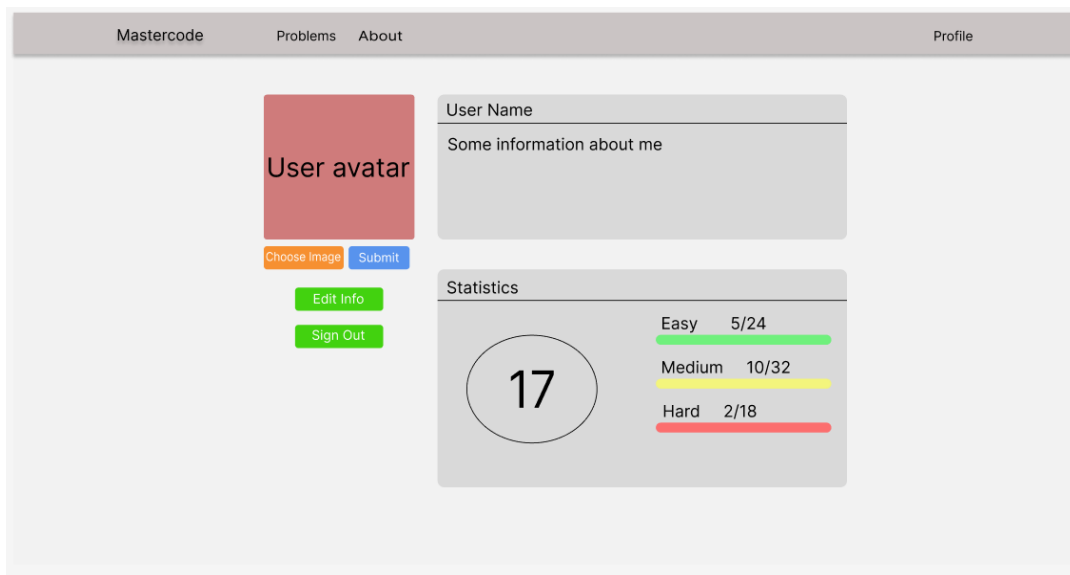 Mastercode Problems About Profile
User avatar
Choose Image Submit
Edit Info
Sign Out
User Name
Some information about me
Statistics
17
Easy 5/24
Medium 10/32
Hard 2/18